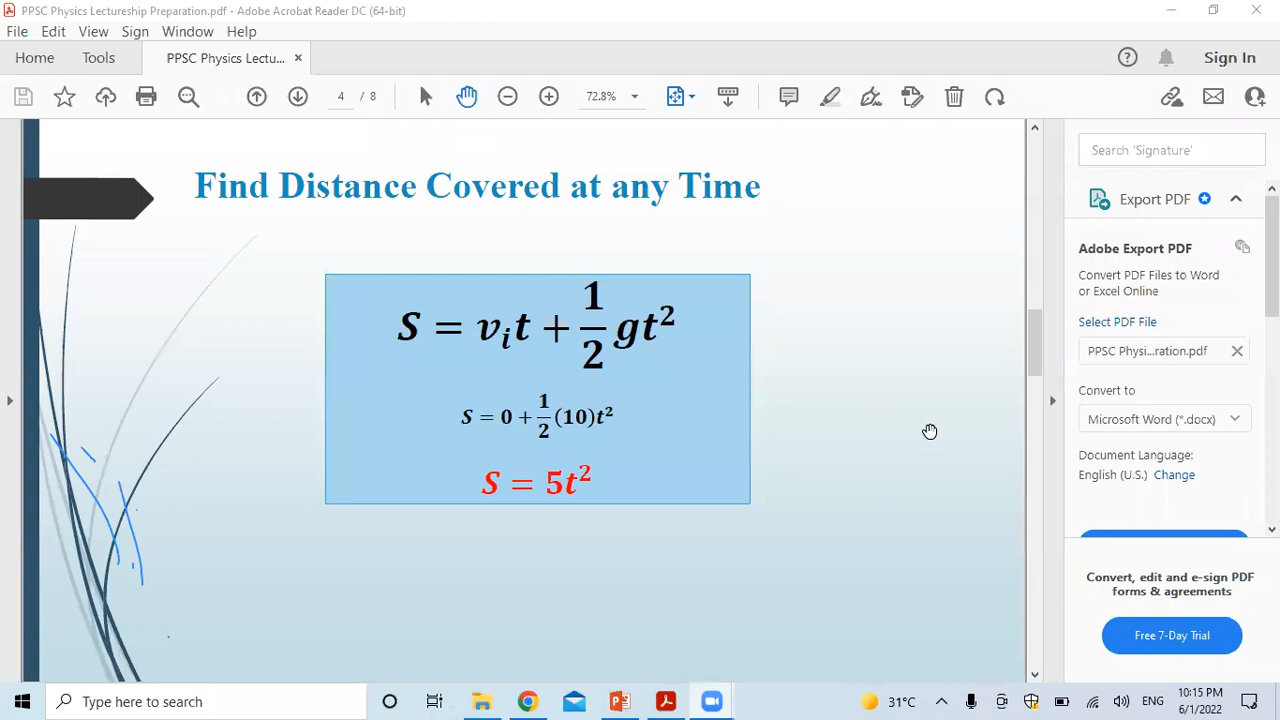 PPSC Physics Lectureship Preparation.pdf - Adobe Acrobat Reader DC (64-bit)
File Edit View Sign Window Help
Home Tools PPSC Physics Lectu... ×
4 / 8 72.8%
Sign In
Find Distance Covered at any Time
S = vᵢt + 1/2 gt²
S = 0 + 1/2 (10)t²
S = 5t²
Search 'Signature'
Export PDF
Adobe Export PDF
Convert PDF Files to Word
or Excel Online
Select PDF File
PPSC Physi...ration.pdf
Convert to
Microsoft Word (*.docx)
Document Language:
English (U.S.) Change
Convert, edit and e-sign PDF
forms & agreements
Free 7-Day Trial
Type here to search
31°C
ENG
10:15 PM
6/1/2022